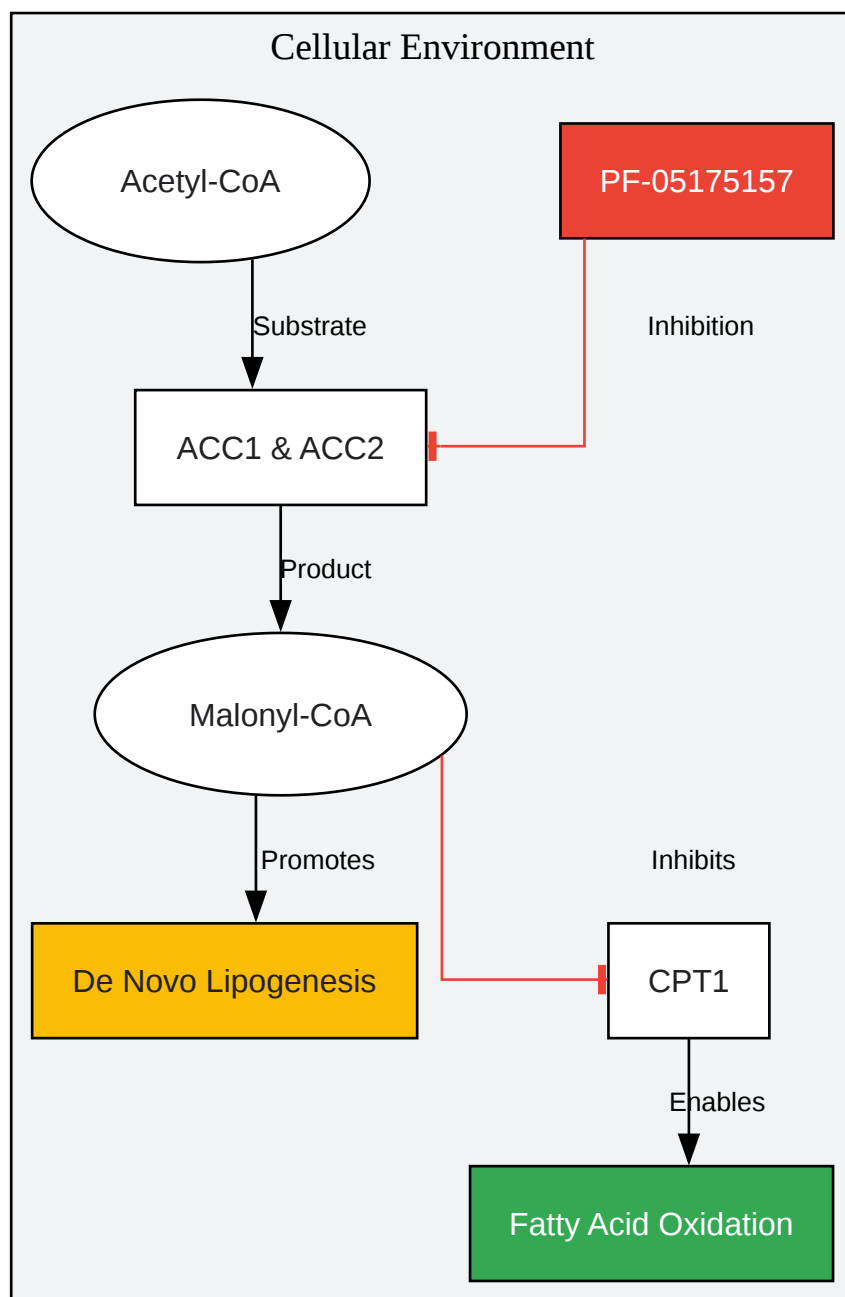 Cellular Environment
Acetyl-CoA
PF-05175157
Substrate
Inhibition
ACC1 & ACC2
Product
Malonyl-CoA
Promotes
Inhibits
De Novo Lipogenesis
CPT1
Enables
Fatty Acid Oxidation